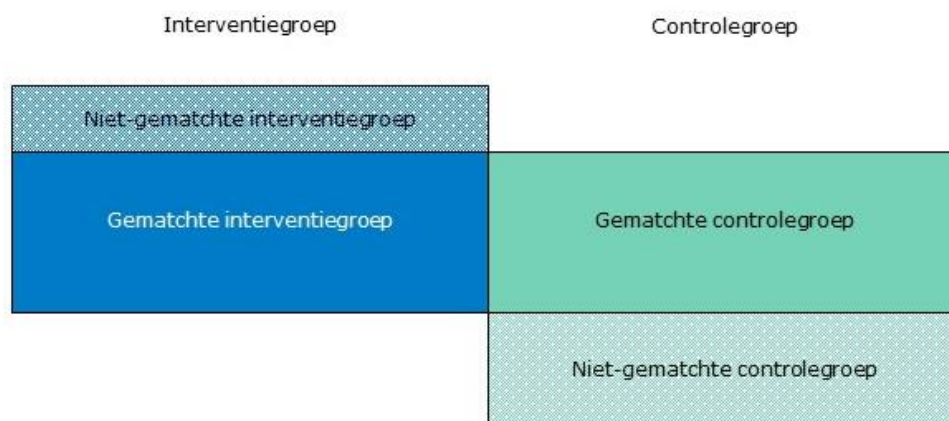 Interventiegroep
Controlegroep
Niet-gematchte interventiegroep
Gematchte interventiegroep
Gematchte controlegroep
Niet-gematchte controlegroep